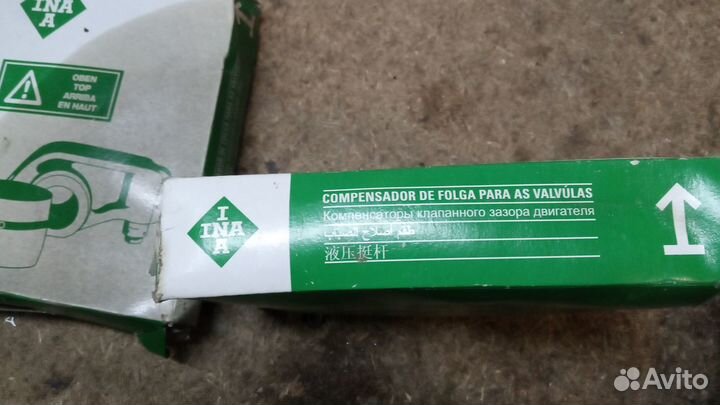 INA
A
OBEN
TOP
ARRIBA
EN HAUT
I
INA
A
COMPENSADOR DE FOLGA PARA AS VALVÚLAS
Компенсаторы клапанного зазора двигателя
液压挺杆
Avito